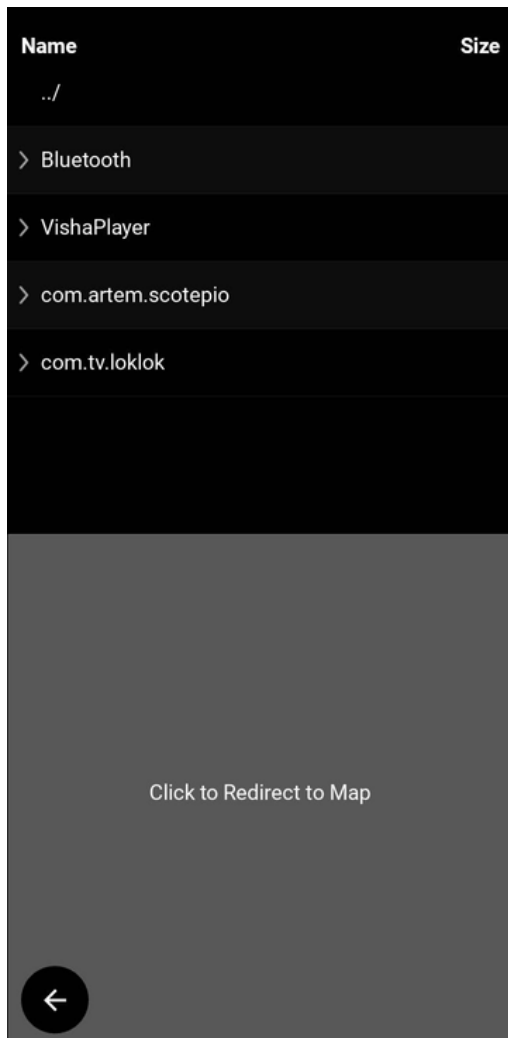 Name Size
../
Bluetooth
VishaPlayer
com.artem.scotepio
com.tv.loklok
Click to Redirect to Map